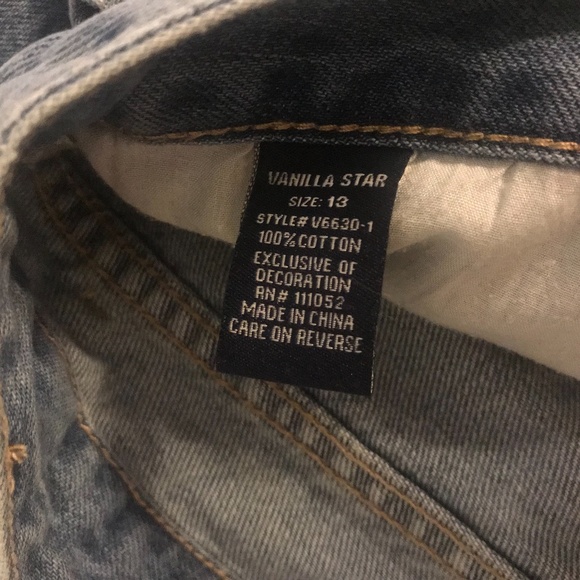 VANILLA STAR
SIZE: 13
STYLE# V6630-1
100% COTTON
EXCLUSIVE OF
DECORATION
RN# 111052
MADE IN CHINA
CARE ON REVERSE